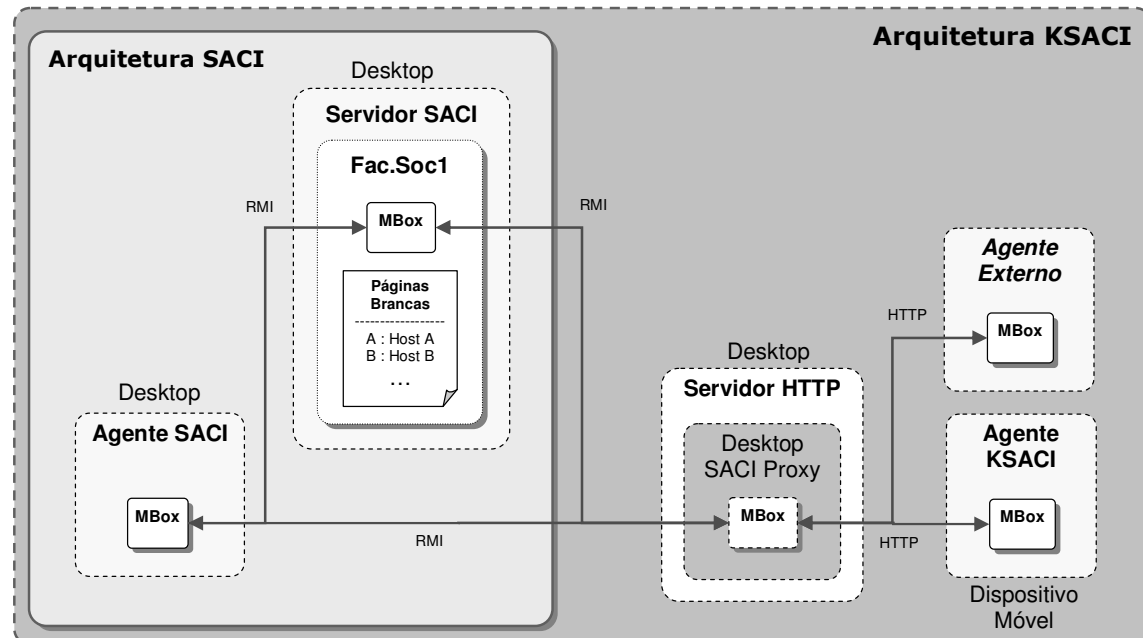 Arquitetura KSACI
Arquitetura SACI
Desktop
Servidor SACI
Fac.Soc1
RMI
MBox
RMI
Páginas
Brancas
--------------------
A : Host A
B : Host B
...
Desktop
Agente SACI
MBox
RMI
Desktop
Servidor HTTP
Desktop
SACI Proxy
MBox
HTTP
Agente
Externo
MBox
HTTP
Agente
KSACI
MBox
Dispositivo
Móvel